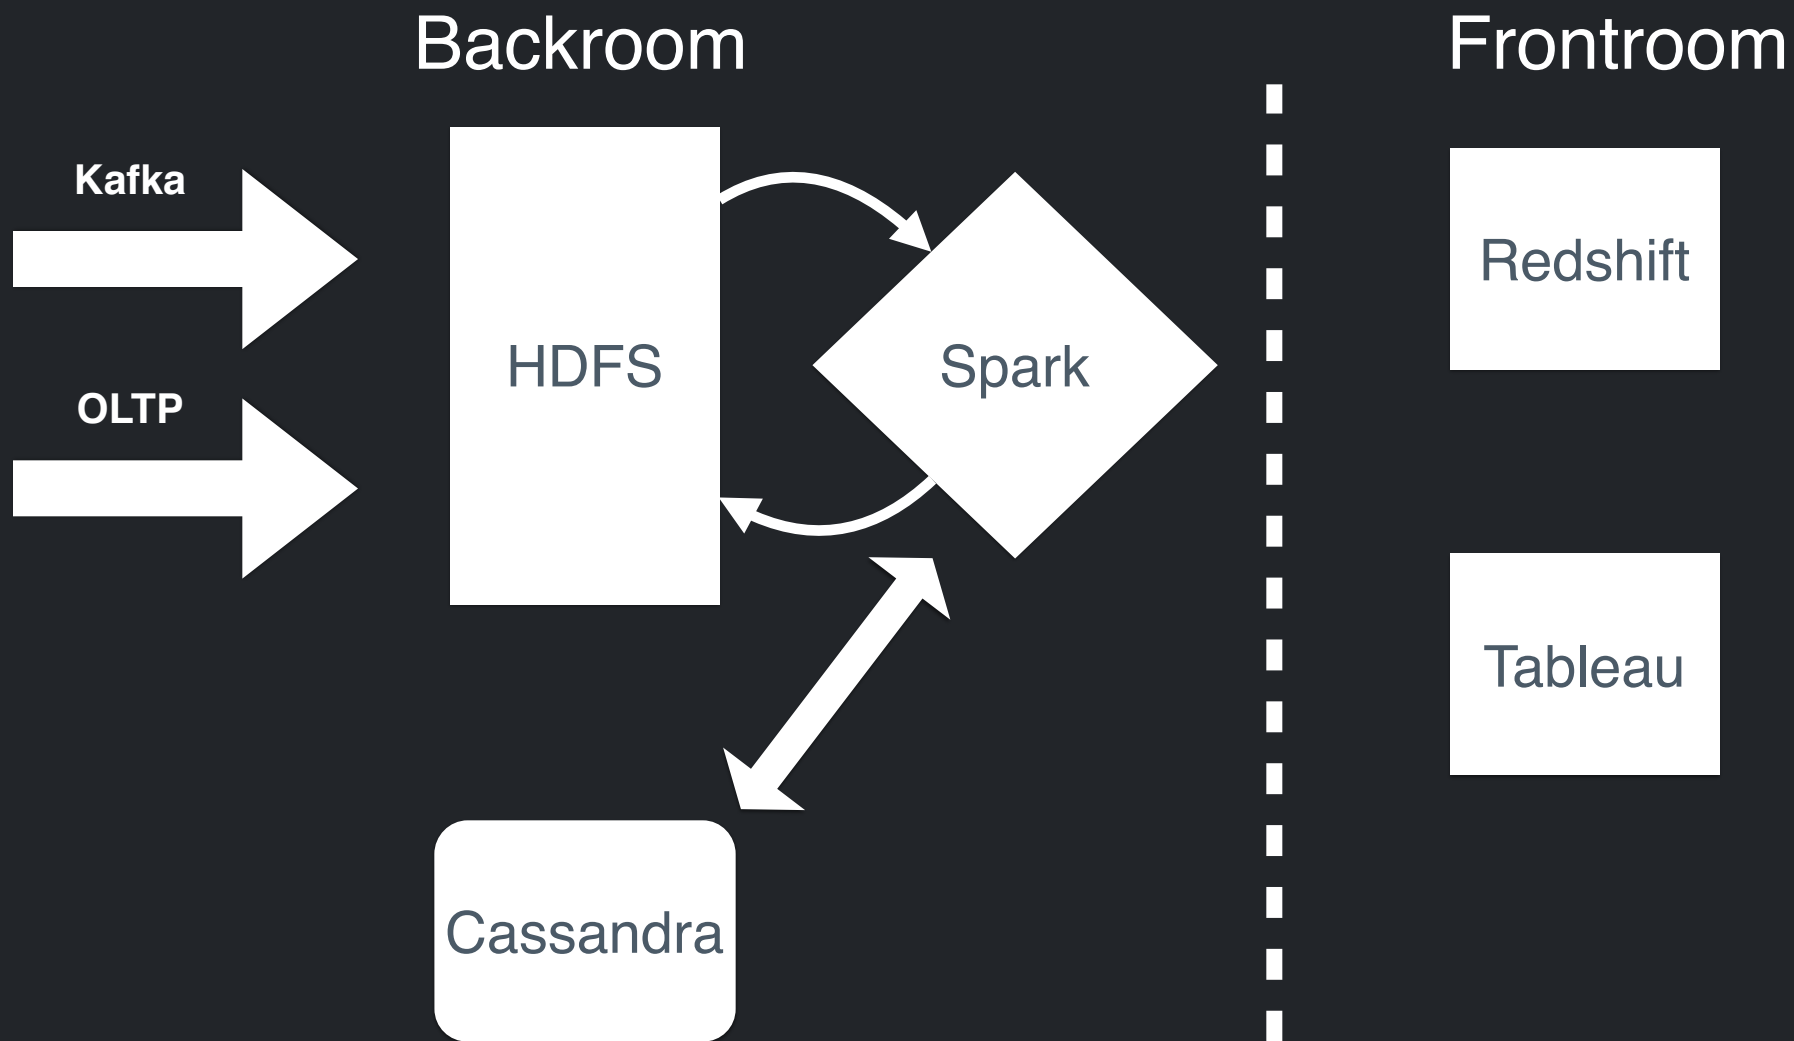 Backroom
Frontroom
Kafka
OLTP
HDFS
Spark
Cassandra
Redshift
Tableau